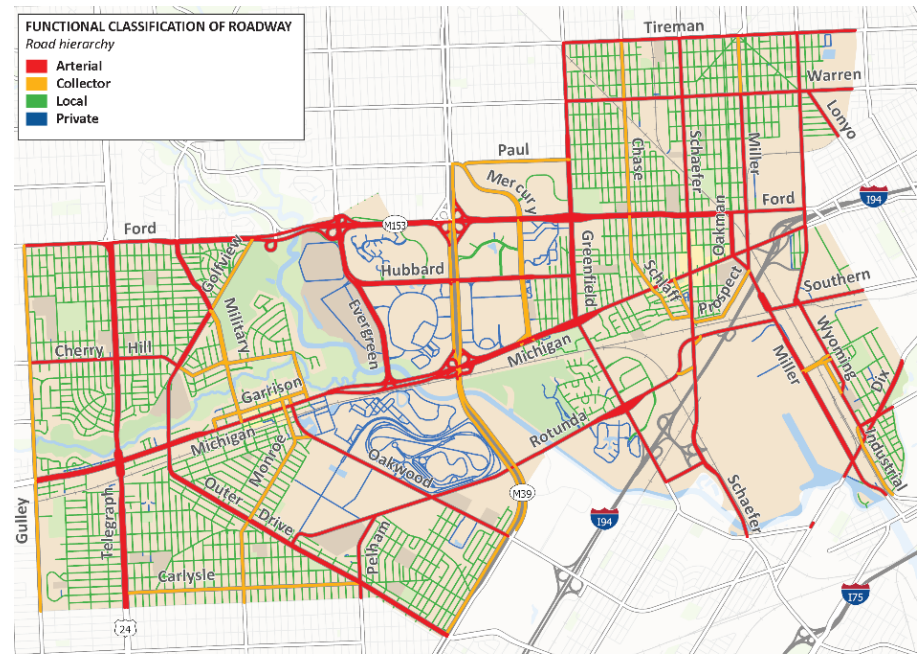 FUNCTIONAL CLASSIFICATION OF ROADWAY
Road hierarchy
Arterial
Collector
Local
Private
Tireman
Warren
Lonyo
Paul
Mercury
Chase
Schaefer
Miller
Ford
M153
Ford
I94
Oakman
Golfview
Hubbard
Greenfield
Schlaff
Prospect
Southern
Military
Evergreen
Michigan
Wyoming
Cherry Hill
Miller
Dix
Garrison
Michigan
Monroe
Rotunda
Oakwood
Industrial
Gulley
Telegraph
Outer Drive
M39
Schaefer
I94
Pelham
Carlysle
I75
24